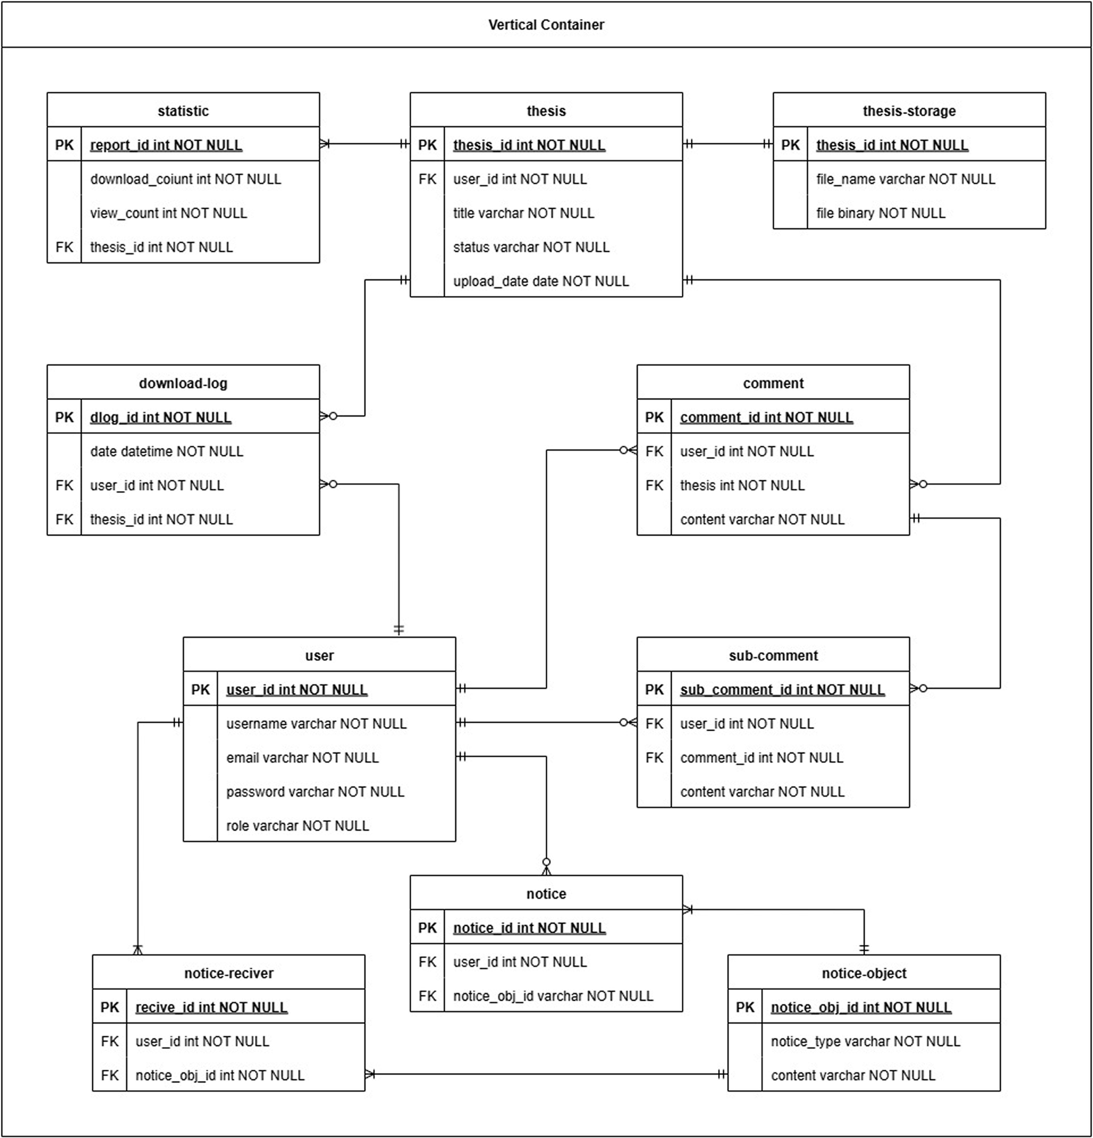 Vertical Container
statistic
PK report_id int NOT NULL
download_coiunt int NOT NULL
view_count int NOT NULL
FK thesis_id int NOT NULL
thesis
PK thesis_id int NOT NULL
FK user_id int NOT NULL
title varchar NOT NULL
status varchar NOT NULL
upload_date date NOT NULL
thesis-storage
PK thesis_id int NOT NULL
file_name varchar NOT NULL
file binary NOT NULL
download-log
PK dlog_id int NOT NULL
date datetime NOT NULL
FK user_id int NOT NULL
FK thesis_id int NOT NULL
comment
PK comment_id int NOT NULL
FK user_id int NOT NULL
FK thesis int NOT NULL
content varchar NOT NULL
user
PK user_id int NOT NULL
username varchar NOT NULL
email varchar NOT NULL
password varchar NOT NULL
role varchar NOT NULL
sub-comment
PK sub_comment_id int NOT NULL
FK user_id int NOT NULL
FK comment_id int NOT NULL
content varchar NOT NULL
notice
PK notice_id int NOT NULL
FK user_id int NOT NULL
FK notice_obj_id varchar NOT NULL
notice-reciver
PK recive_id int NOT NULL
FK user_id int NOT NULL
FK notice_obj_id int NOT NULL
notice-object
PK notice_obj_id int NOT NULL
notice_type varchar NOT NULL
content varchar NOT NULL